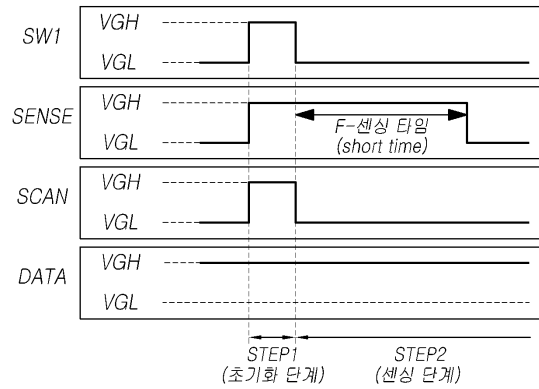 SW1
VGH
VGL
SENSE
VGH
VGL
F-센싱 타임
(short time)
SCAN
VGH
VGL
DATA
VGH
VGL
STEP1
(초기화 단계)
STEP2
(센싱 단계)